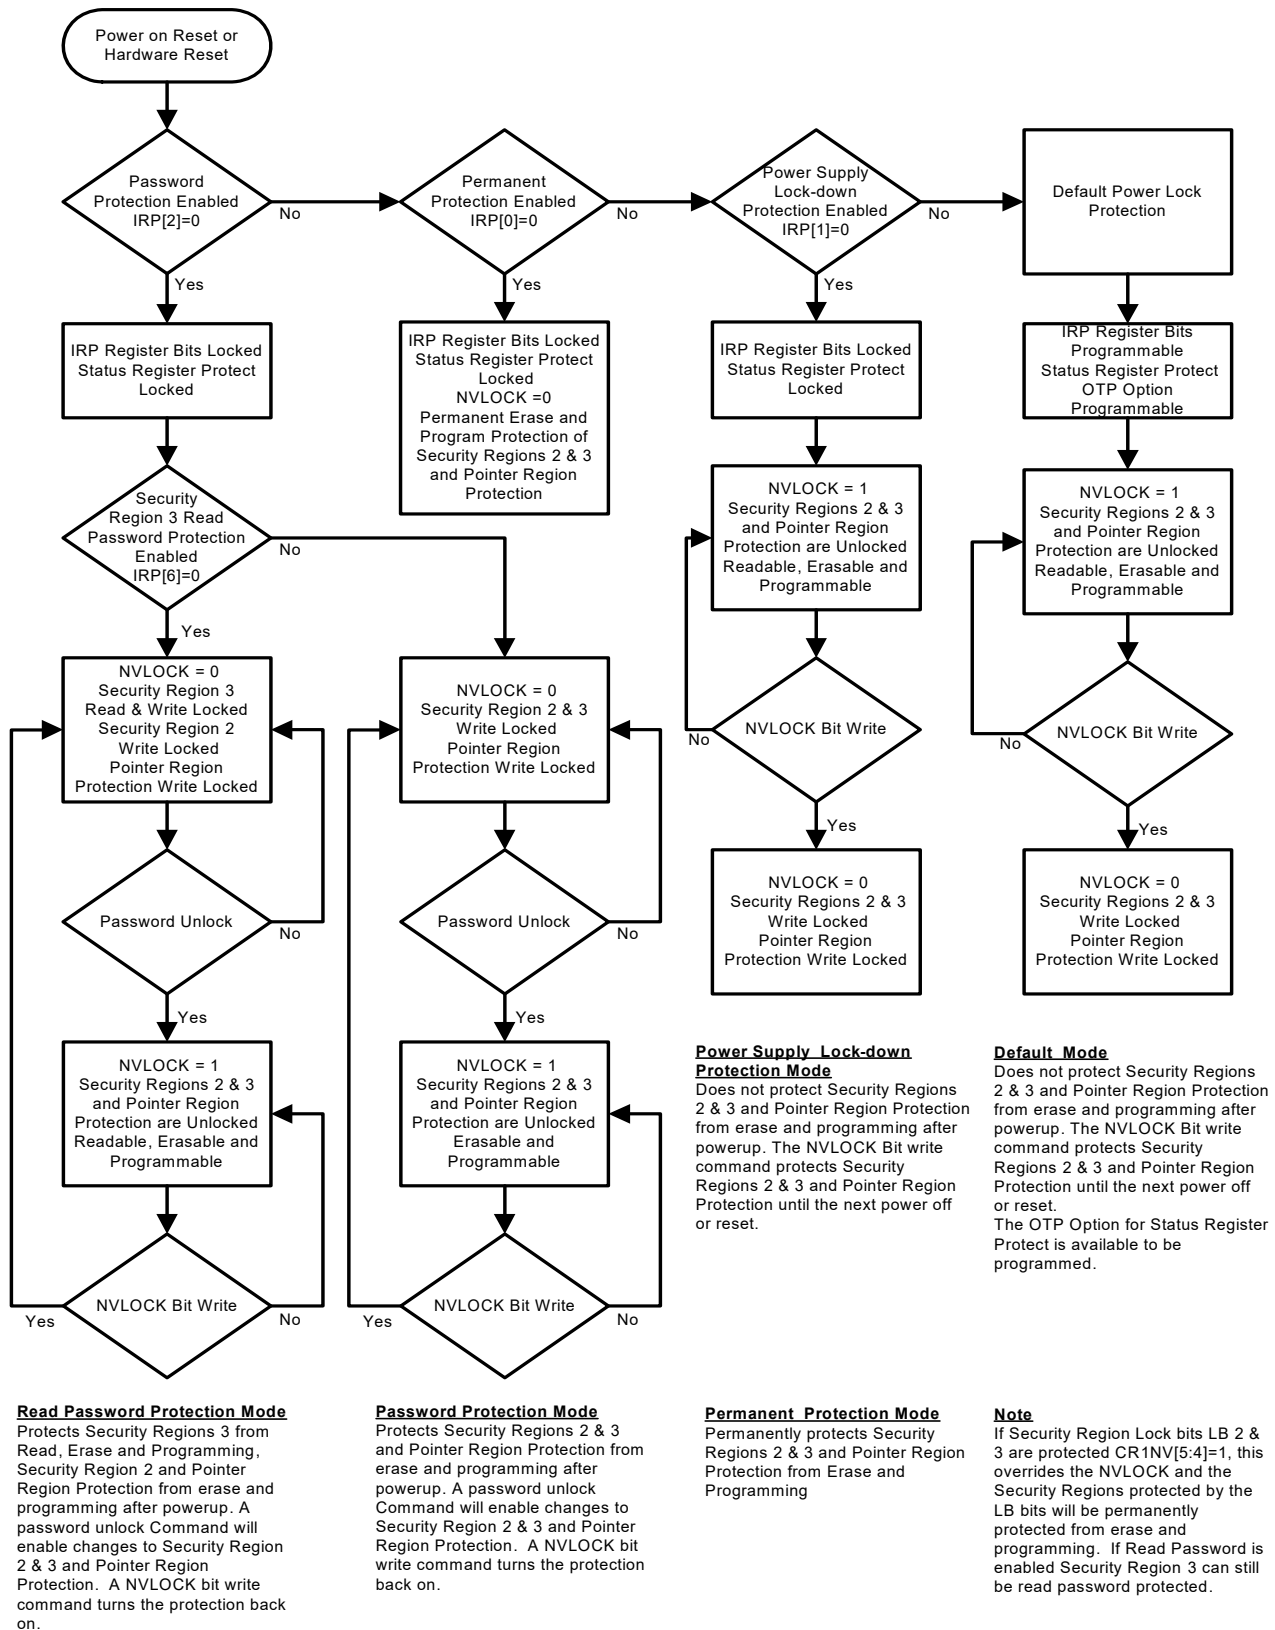 Power on Reset or
Hardware Reset
Password
Protection Enabled
IRP[2]=0
No
Yes
Permanent
Protection Enabled
IRP[0]=0
No
Yes
Power Supply
Lock-down
Protection Enabled
IRP[1]=0
No
Yes
Default Power Lock
Protection
IRP Register Bits Locked
Status Register Protect
Locked
IRP Register Bits Locked
Status Register Protect
Locked
NVLOCK =0
Permanent Erase and
Program Protection of
Security Regions 2 & 3
and Pointer Region
Protection
IRP Register Bits Locked
Status Register Protect
Locked
IRP Register Bits
Programmable
Status Register Protect
OTP Option
Programmable
Security
Region 3 Read
Password Protection
Enabled
IRP[6]=0
No
Yes
NVLOCK = 1
Security Regions 2 & 3
and Pointer Region
Protection are Unlocked
Readable, Erasable and
Programmable
NVLOCK = 1
Security Regions 2 & 3
and Pointer Region
Protection are Unlocked
Readable, Erasable and
Programmable
NVLOCK = 0
Security Region 3
Read & Write Locked
Security Region 2
Write Locked
Pointer Region
Protection Write Locked
NVLOCK = 0
Security Region 2 & 3
Write Locked
Pointer Region
Protection Write Locked
NVLOCK Bit Write
No
Yes
NVLOCK Bit Write
No
Yes
Password Unlock
No
Yes
Password Unlock
No
Yes
NVLOCK = 0
Security Regions 2 & 3
Write Locked
Pointer Region
Protection Write Locked
NVLOCK = 0
Security Regions 2 & 3
Write Locked
Pointer Region
Protection Write Locked
NVLOCK = 1
Security Regions 2 & 3
and Pointer Region
Protection are Unlocked
Readable, Erasable and
Programmable
NVLOCK = 1
Security Regions 2 & 3
and Pointer Region
Protection are Unlocked
Erasable and
Programmable
NVLOCK Bit Write
Yes
No
NVLOCK Bit Write
Yes
No
Power Supply Lock-down
Protection Mode
Does not protect Security Regions
2 & 3 and Pointer Region Protection
from erase and programming after
powerup. The NVLOCK Bit write
command protects Security
Regions 2 & 3 and Pointer Region
Protection until the next power off
or reset.
Default Mode
Does not protect Security Regions
2 & 3 and Pointer Region Protection
from erase and programming after
powerup. The NVLOCK Bit write
command protects Security
Regions 2 & 3 and Pointer Region
Protection until the next power off
or reset.
The OTP Option for Status Register
Protect is available to be
programmed.
Read Password Protection Mode
Protects Security Regions 3 from
Read, Erase and Programming,
Security Region 2 and Pointer
Region Protection from erase and
programming after powerup. A
password unlock Command will
enable changes to Security Region
2 & 3 and Pointer Region
Protection. A NVLOCK bit write
command turns the protection back
on.
Password Protection Mode
Protects Security Regions 2 & 3
and Pointer Region Protection from
erase and programming after
powerup. A password unlock
Command will enable changes to
Security Region 2 & 3 and Pointer
Region Protection. A NVLOCK bit
write command turns the protection
back on.
Permanent Protection Mode
Permanently protects Security
Regions 2 & 3 and Pointer Region
Protection from Erase and
Programming
Note
If Security Region Lock bits LB 2 &
3 are protected CR1NV[5:4]=1, this
overrides the NVLOCK and the
Security Regions protected by the
LB bits will be permanently
protected from erase and
programming. If Read Password is
enabled Security Region 3 can still
be read password protected.